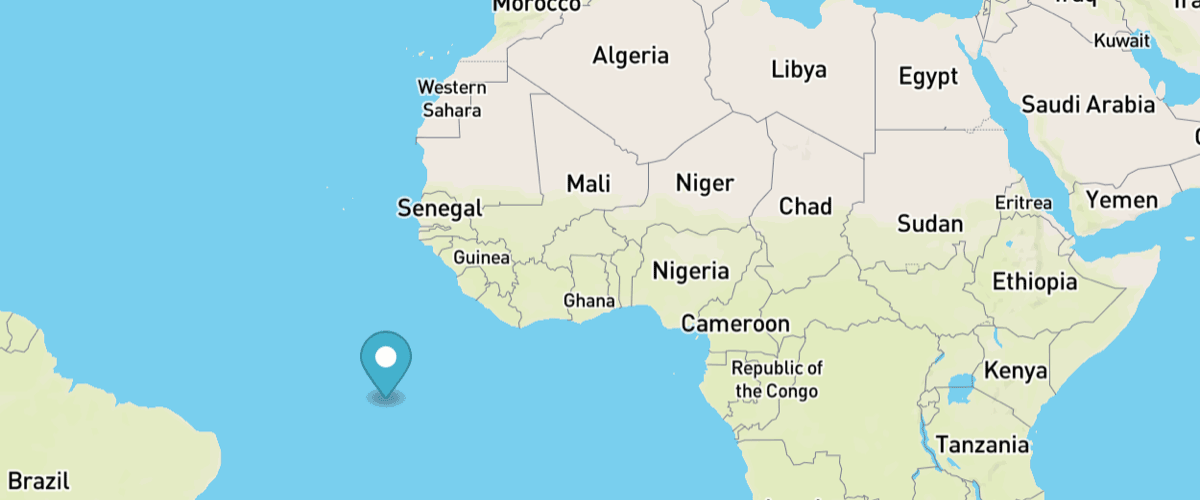 Morocco
Algeria
Libya
Egypt
Kuwait
Western
Sahara
Saudi Arabia
Mali
Niger
Chad
Senegal
Sudan
Eritrea
Yemen
Guinea
Nigeria
Ethiopia
Ghana
Cameroon
Republic of
the Congo
Kenya
Tanzania
Brazil